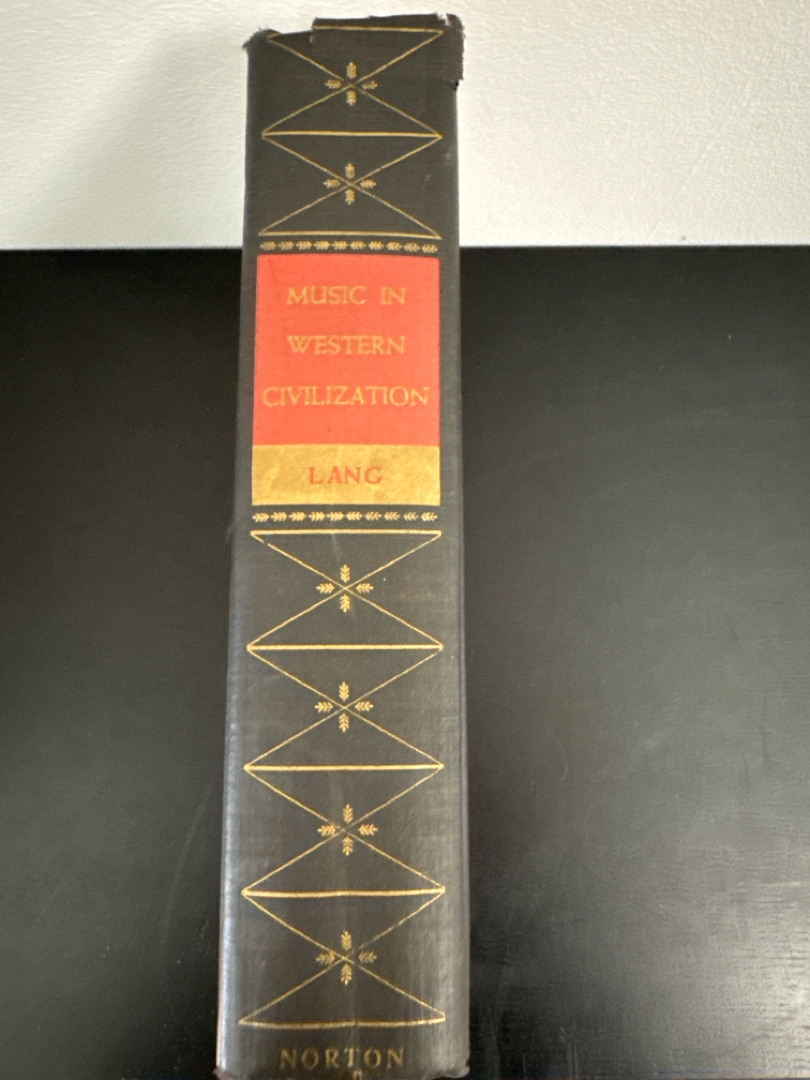 MUSIC IN
WESTERN
CIVILIZATION
LANG
NORTON